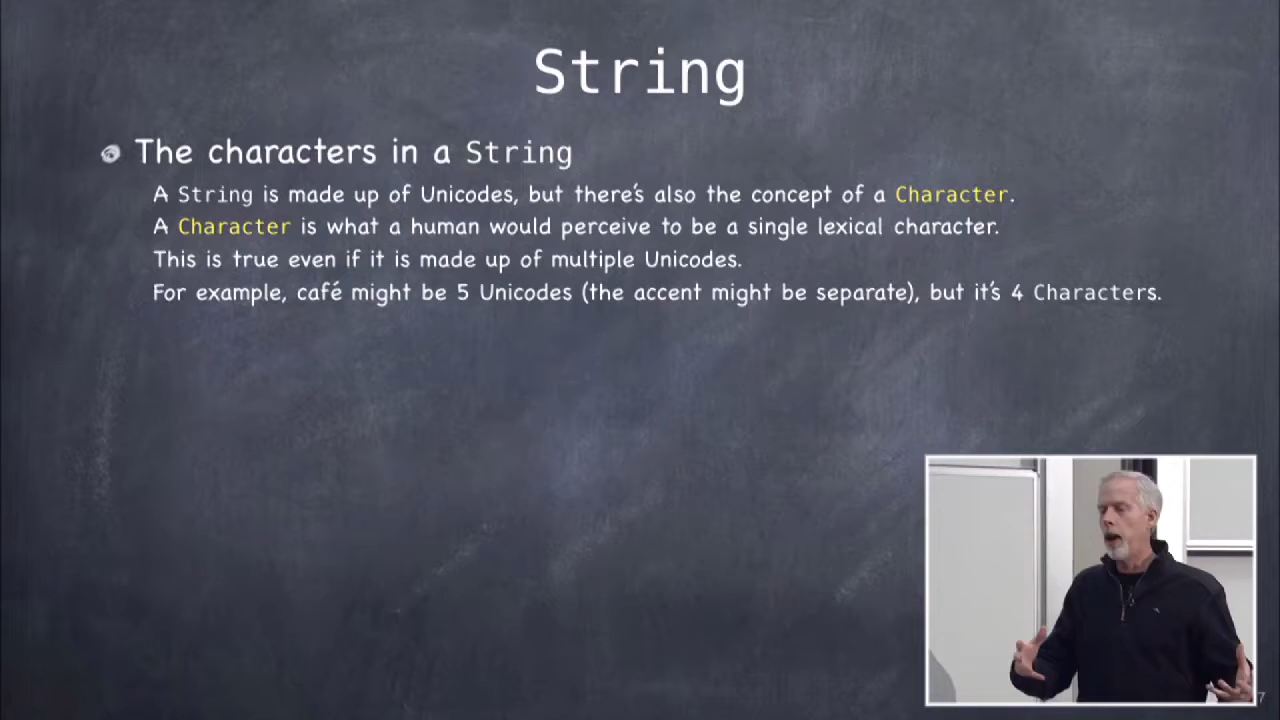 String
The characters in a String
A String is made up of Unicodes, but there's also the concept of a Character.
A Character is what a human would perceive to be a single lexical character.
This is true even if it is made up of multiple Unicodes.
For example, café might be 5 Unicodes (the accent might be separate), but it's 4 Characters.
7